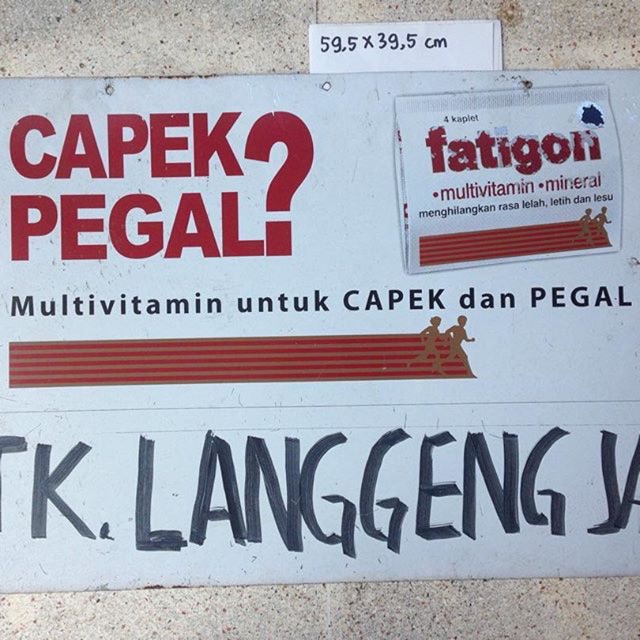 59,5 x 39,5 cm
CAPEK
PEGAL?
4 kaplet
fatigon
•multivitamin •mineral
menghilangkan rasa lelah, letih dan lesu
Multivitamin untuk CAPEK dan PEGAL
TK. LANGGENG JA